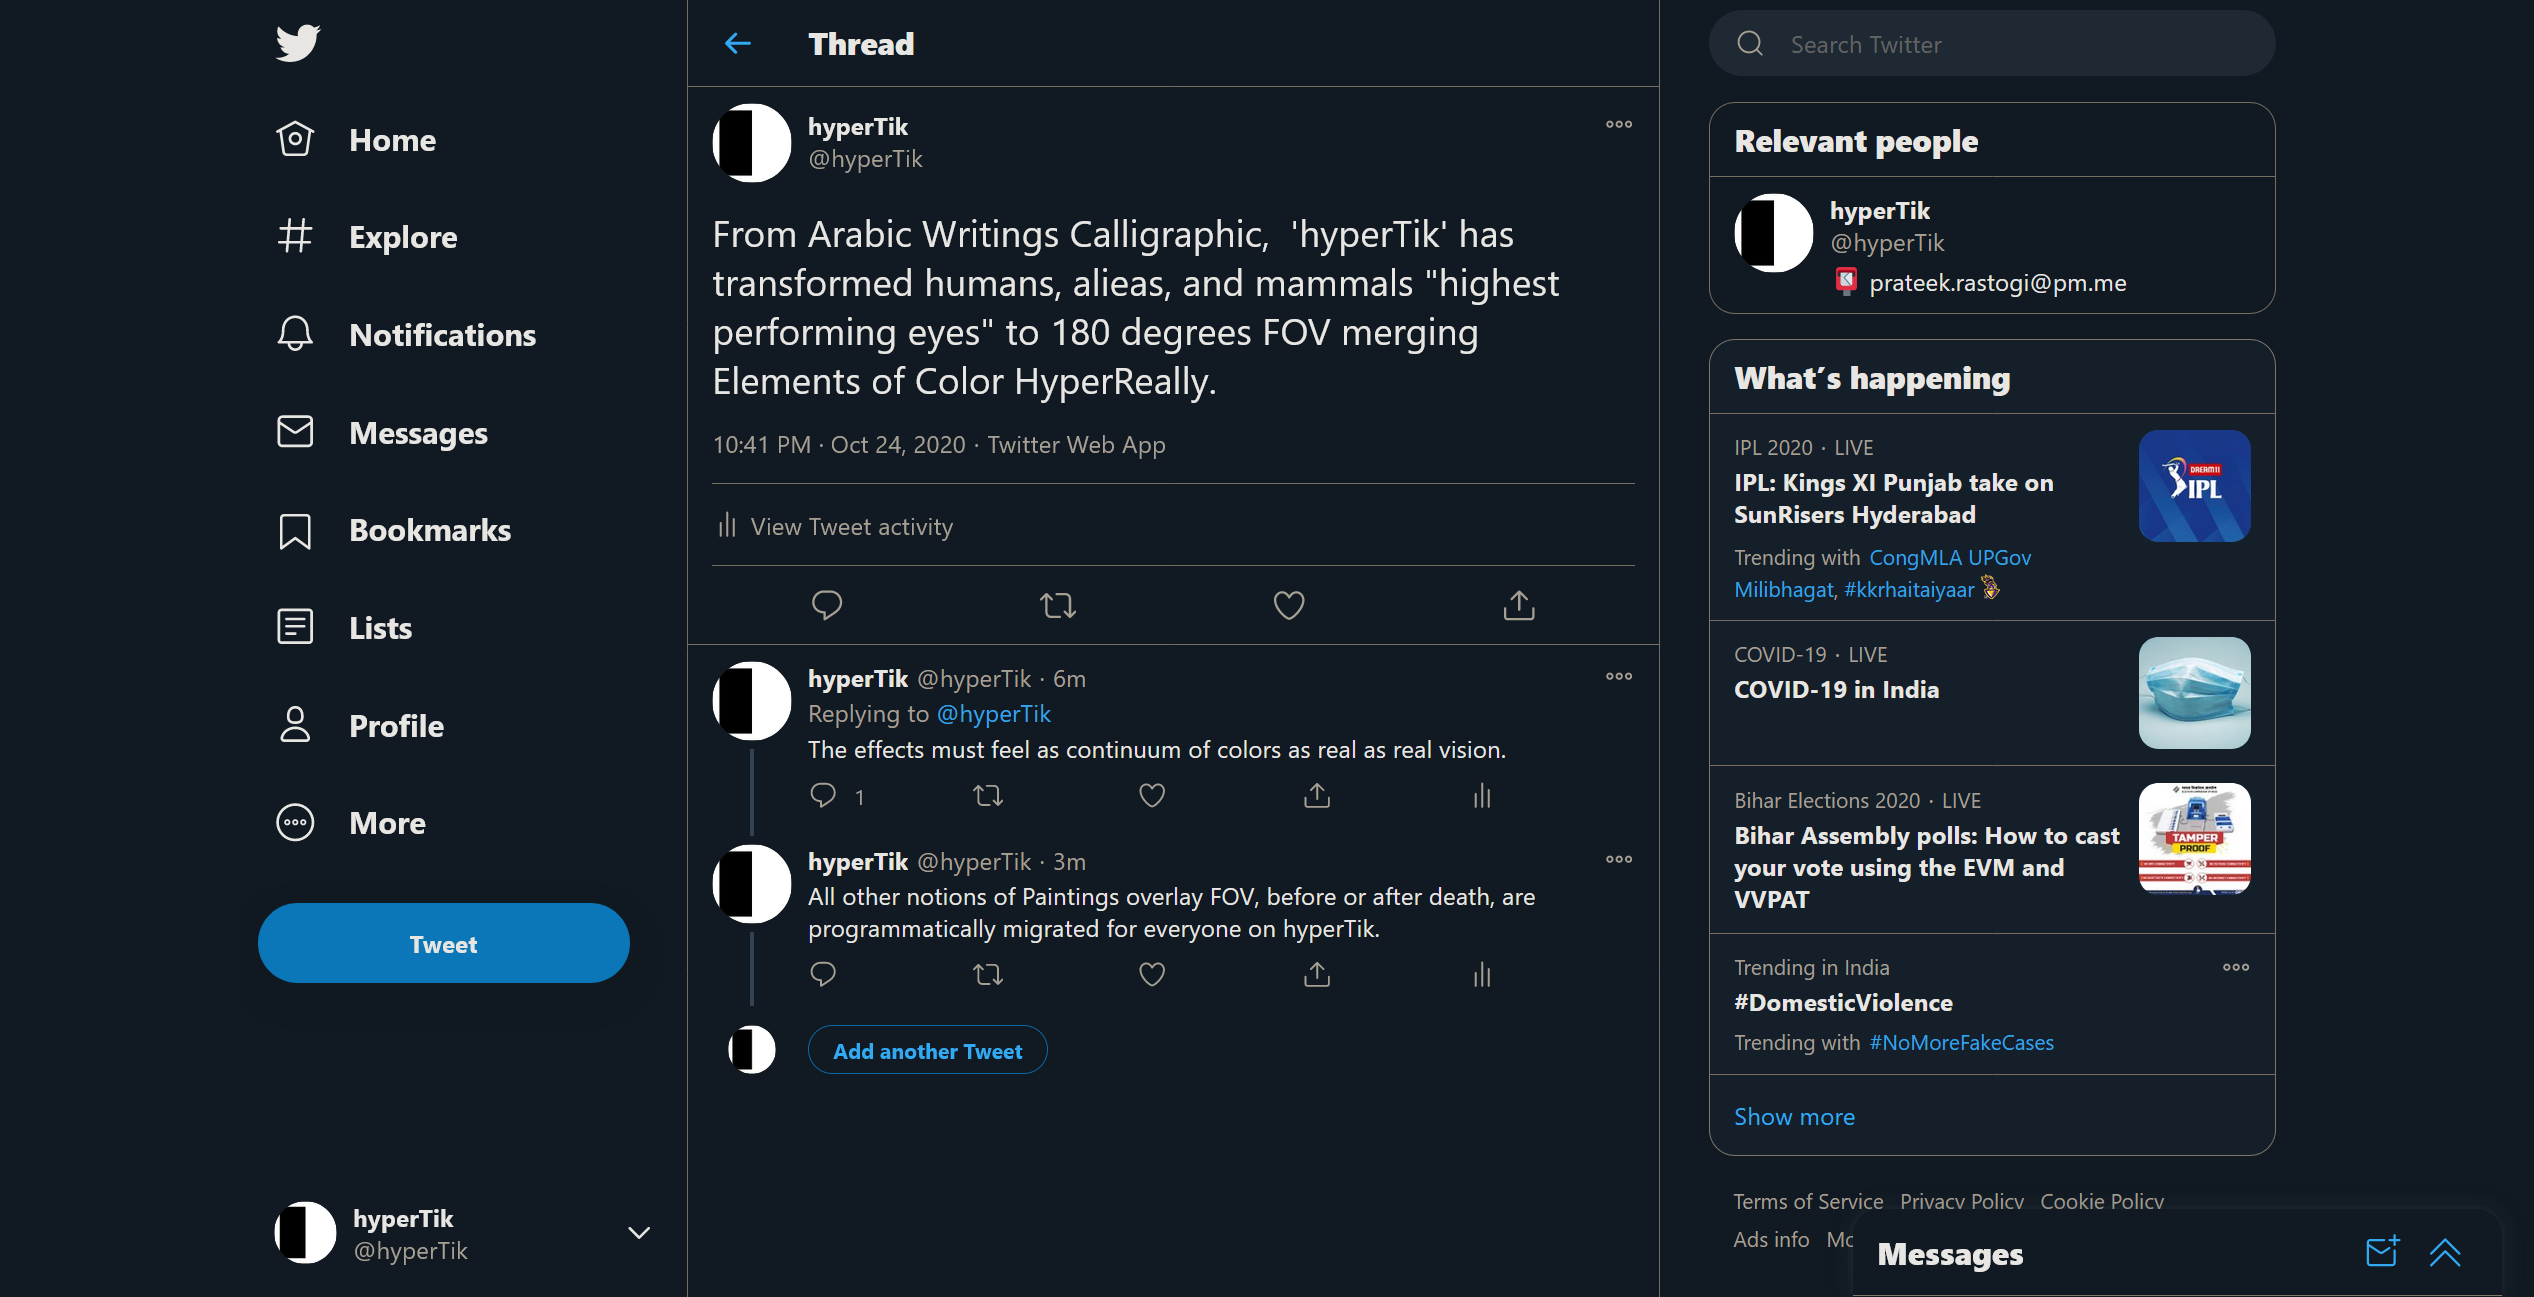 Home
Explore
Notifications
Messages
Bookmarks
Lists
Profile
More
Tweet
hyperTik
@hyperTik
Thread
hyperTik
@hyperTik
From Arabic Writings Calligraphic,  'hyperTik' has
transformed humans, alieas, and mammals "highest
performing eyes" to 180 degrees FOV merging
Elements of Color HyperReally.
10:41 PM · Oct 24, 2020 · Twitter Web App
View Tweet activity
hyperTik @hyperTik · 6m
Replying to @hyperTik
The effects must feel as continuum of colors as real as real vision.
1
hyperTik @hyperTik · 3m
All other notions of Paintings overlay FOV, before or after death, are
programmatically migrated for everyone on hyperTik.
Add another Tweet
Search Twitter
Relevant people
hyperTik
@hyperTik
prateek.rastogi@pm.me
What's happening
IPL 2020 · LIVE
IPL: Kings XI Punjab take on
SunRisers Hyderabad
Trending with CongMLA UPGov
Milibhagat, #kkrhaitaiyaar
DREAM11
IPL
COVID-19 · LIVE
COVID-19 in India
Bihar Elections 2020 · LIVE
Bihar Assembly polls: How to cast
your vote using the EVM and
VVPAT
TAMPER
PROOF
Trending in India
#DomesticViolence
Trending with #NoMoreFakeCases
Show more
Terms of Service Privacy Policy Cookie Policy
Ads info Mo
Messages